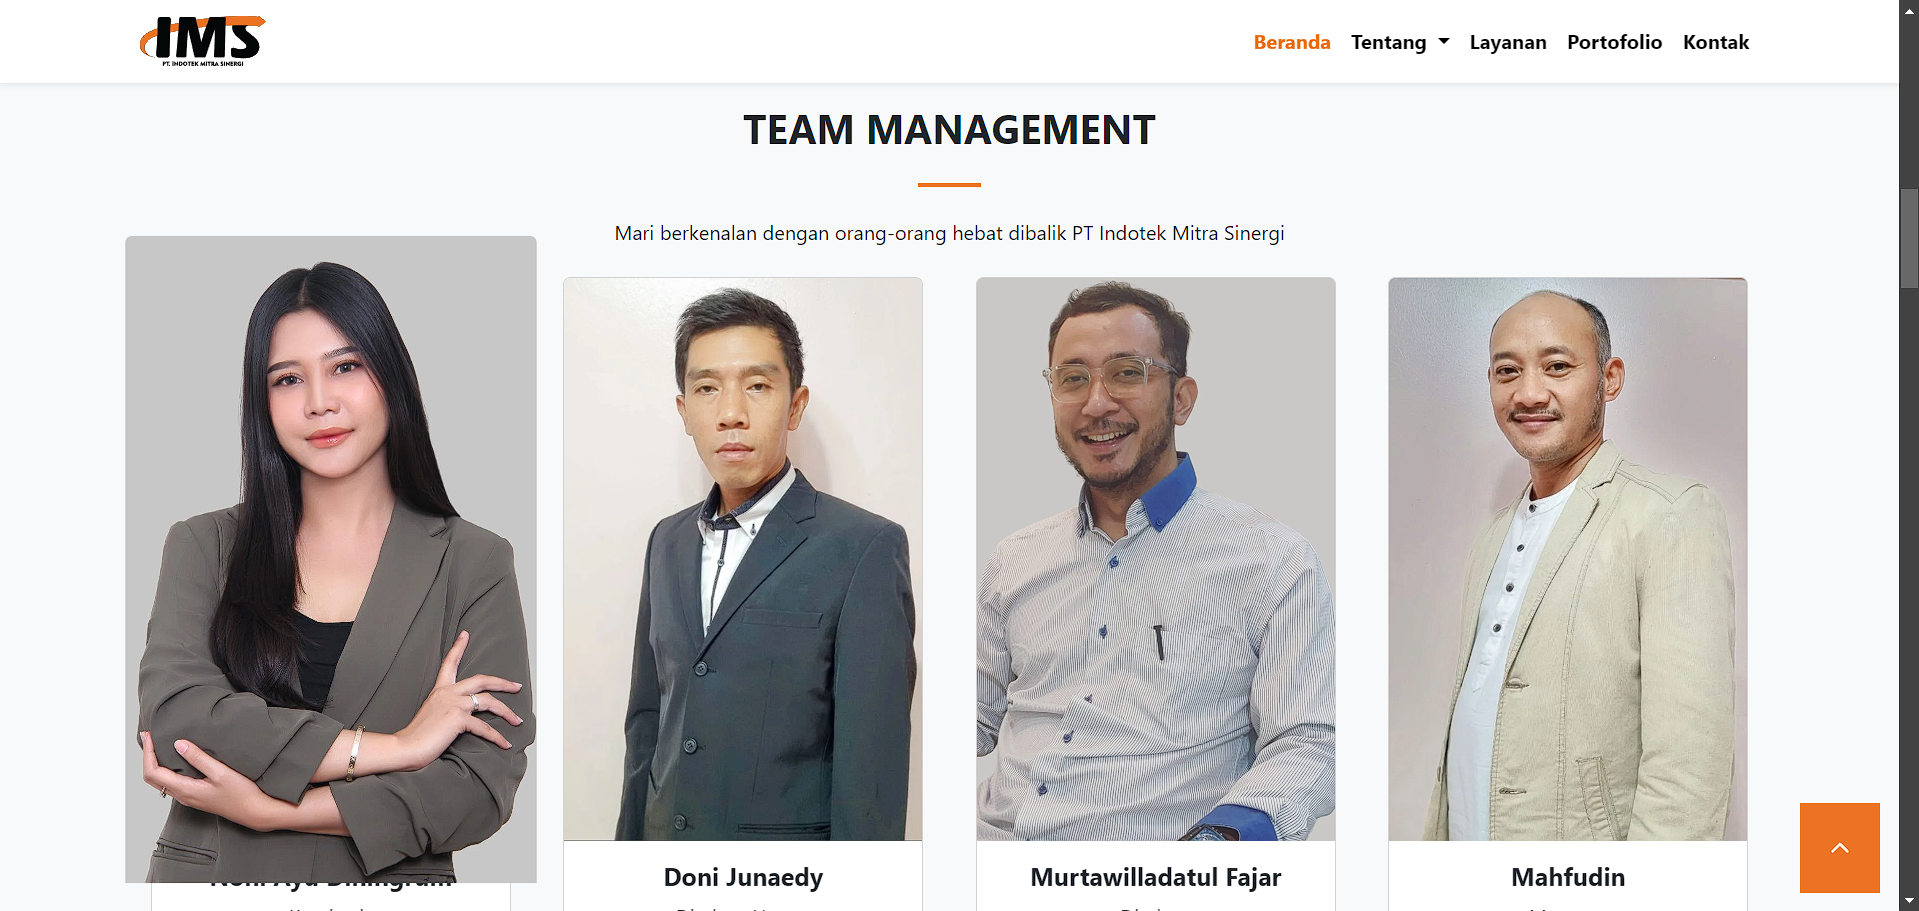 IMS
PT. INDOTEK MITRA SINERGI
Beranda
Tentang
Layanan
Portofolio
Kontak
TEAM MANAGEMENT
Mari berkenalan dengan orang-orang hebat dibalik PT Indotek Mitra Sinergi
Doni Junaedy
Murtawilladatul Fajar
Mahfudin